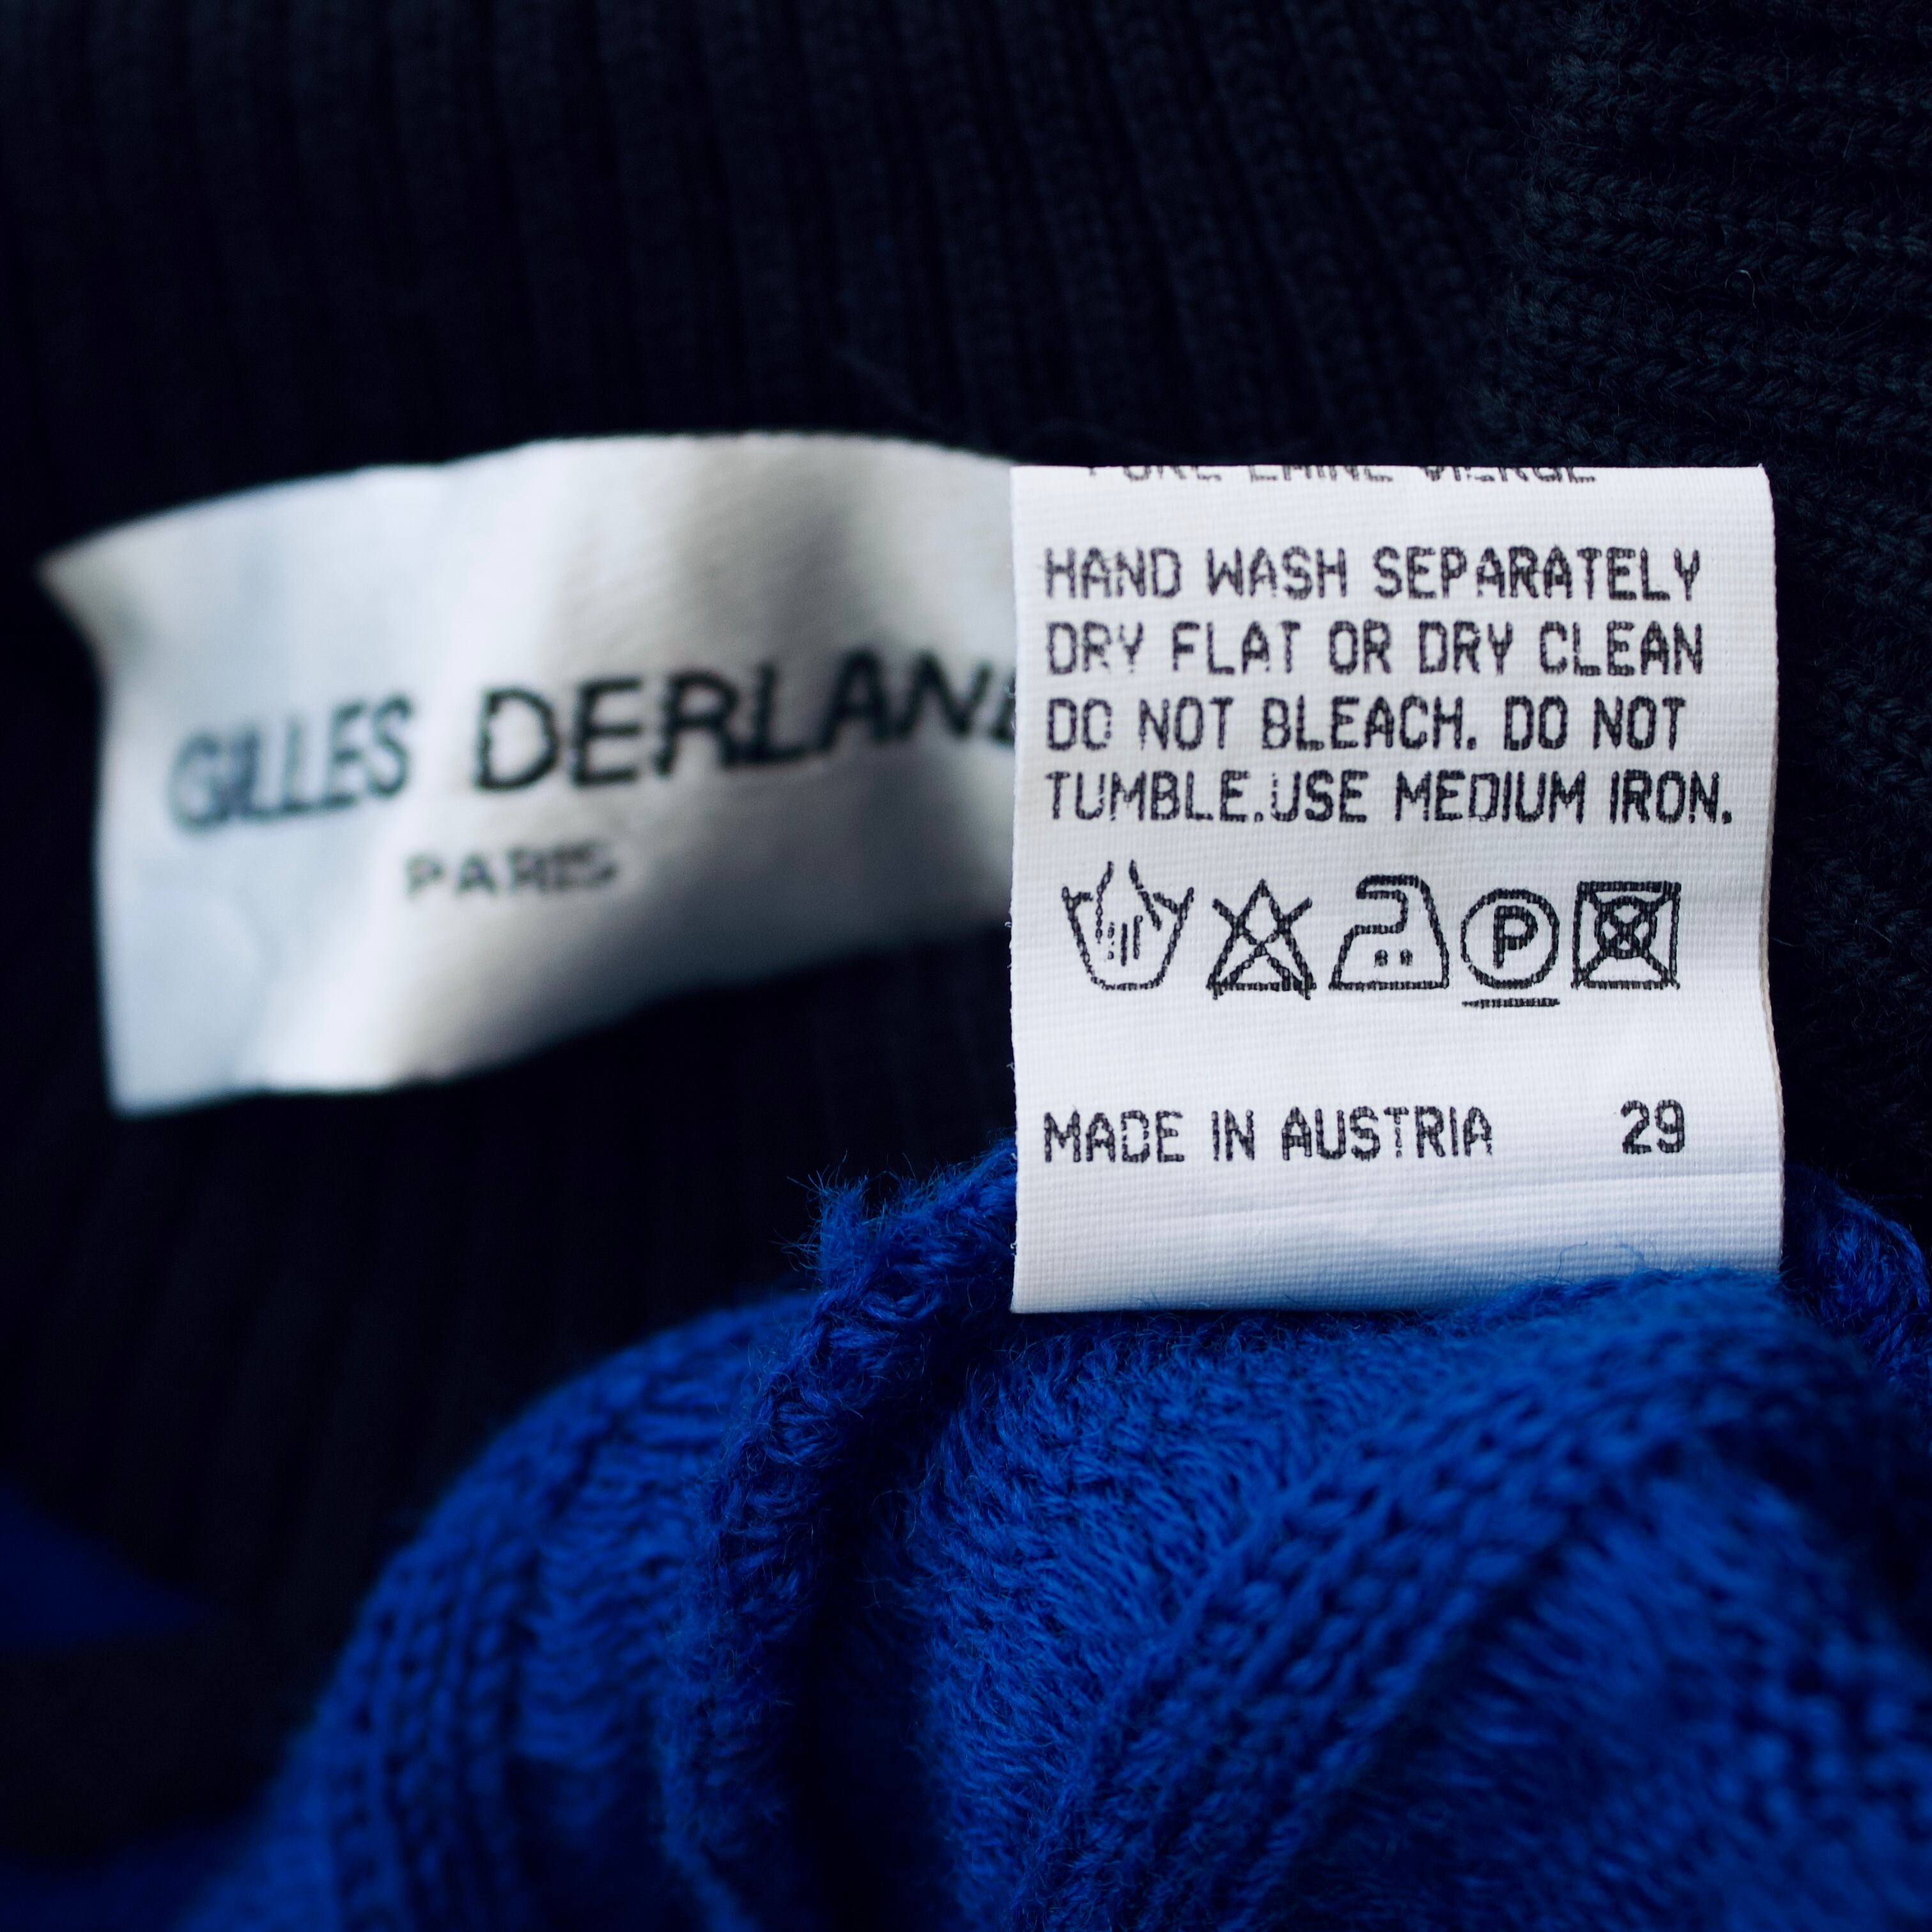 GILLES DERLAN
PARIS
HAND WASH SEPARATELY
DRY FLAT OR DRY CLEAN
DO NOT BLEACH. DO NOT
TUMBLE.USE MEDIUM IRON.
P
MADE IN AUSTRIA 29